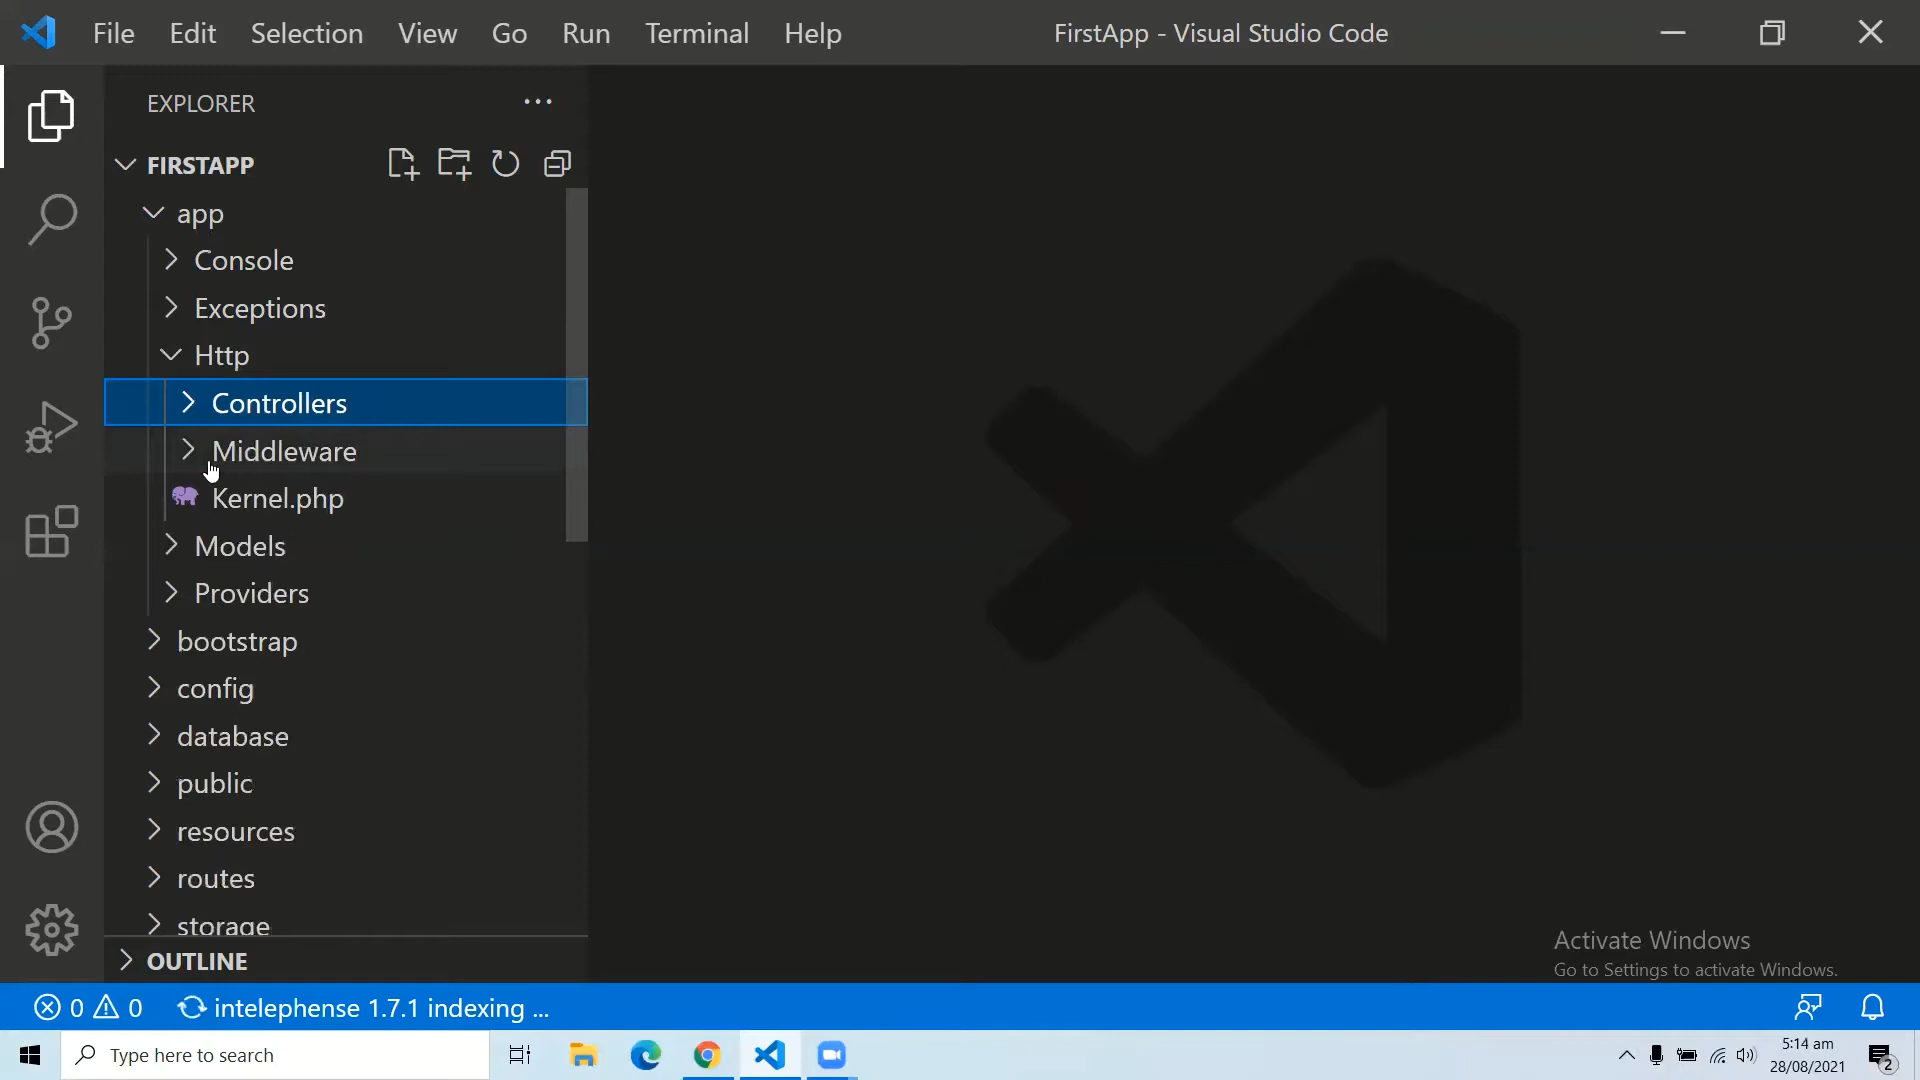 File Edit Selection View Go Run Terminal Help FirstApp - Visual Studio Code
EXPLORER
FIRSTAPP
app
Console
Exceptions
Http
Controllers
Middleware
Kernel.php
Models
Providers
bootstrap
config
database
public
resources
routes
storage
OUTLINE
Activate Windows
Go to Settings to activate Windows.
0 0 intelephense 1.7.1 indexing ...
Type here to search
5:14 am
28/08/2021
2